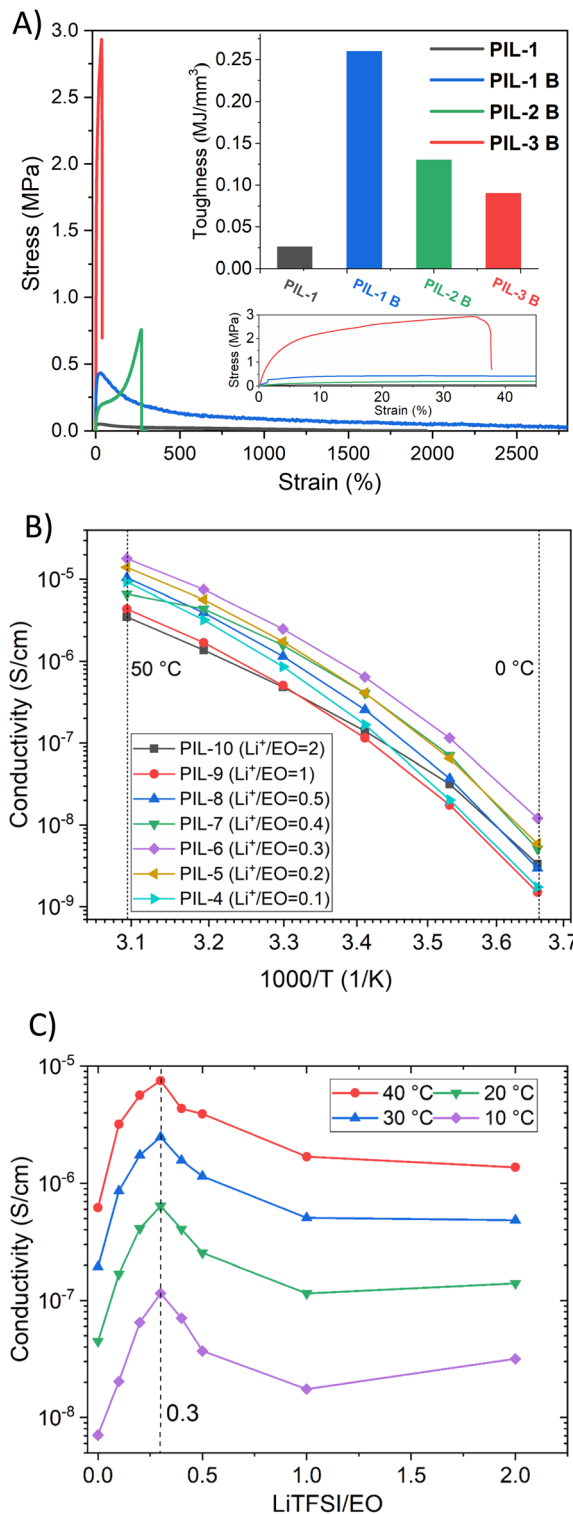 A)
3.0
2.5
2.0
1.5
1.0
0.5
0.0
Stress (MPa)
0
500
1000
1500
2000
2500
Strain (%)
0.25
0.20
0.15
0.10
0.05
0.00
Toughness (MJ/mm³)
PIL-1
PIL-1 B
PIL-2 B
PIL-3 B
PIL-1
PIL-1 B
PIL-2 B
PIL-3 B
3
2
1
0
Stress (MPa)
0
10
20
30
40
Strain (%)
B)
10⁻⁵
10⁻⁶
10⁻⁷
10⁻⁸
10⁻⁹
Conductivity (S/cm)
50 °C
0 °C
PIL-10 (Li⁺/EO=2)
PIL-9 (Li⁺/EO=1)
PIL-8 (Li⁺/EO=0.5)
PIL-7 (Li⁺/EO=0.4)
PIL-6 (Li⁺/EO=0.3)
PIL-5 (Li⁺/EO=0.2)
PIL-4 (Li⁺/EO=0.1)
3.1
3.2
3.3
3.4
3.5
3.6
3.7
1000/T (1/K)
C)
10⁻⁵
10⁻⁶
10⁻⁷
10⁻⁸
Conductivity (S/cm)
40 °C
20 °C
30 °C
10 °C
0.3
0.0
0.5
1.0
1.5
2.0
LiTFSI/EO